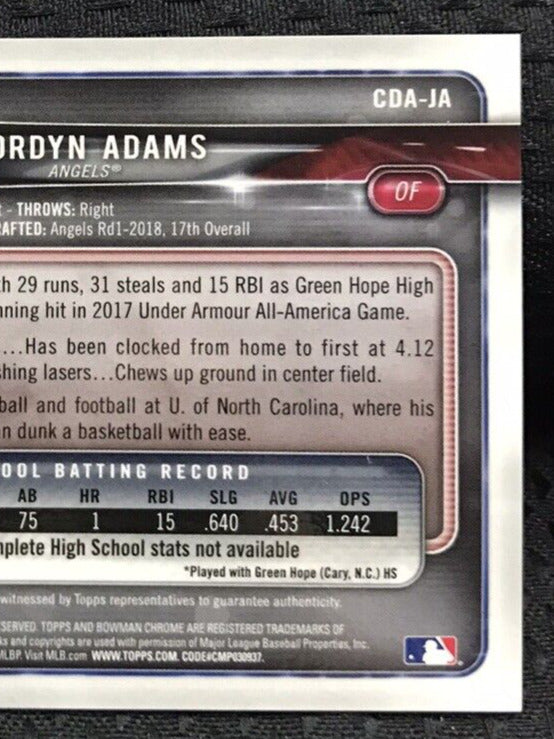 CDA-JA
ORDYN ADAMS
ANGELS®
OF
- THROWS: Right
AFTED: Angels Rd1-2018, 17th Overall
th 29 runs, 31 steals and 15 RBI as Green Hope High
nning hit in 2017 Under Armour All-America Game.
...Has been clocked from home to first at 4.12
shing lasers...Chews up ground in center field.
ball and football at U. of North Carolina, where his
n dunk a basketball with ease.
OOL BATTING RECORD
AB HR RBI SLG AVG OPS
75 1 15 .640 .453 1.242
mplete High School stats not available
*Played with Green Hope (Cary, N.C.) HS
witnessed by Topps representatives to guarantee authenticity.
SERVED. TOPPS AND BOWMAN CHROME ARE REGISTERED TRADEMARKS OF
ks and copyrights are used with permission of Major League Baseball Properties, Inc.
MLBP. Visit MLB.com WWW.TOPPS.COM. CODE#CMP030937.